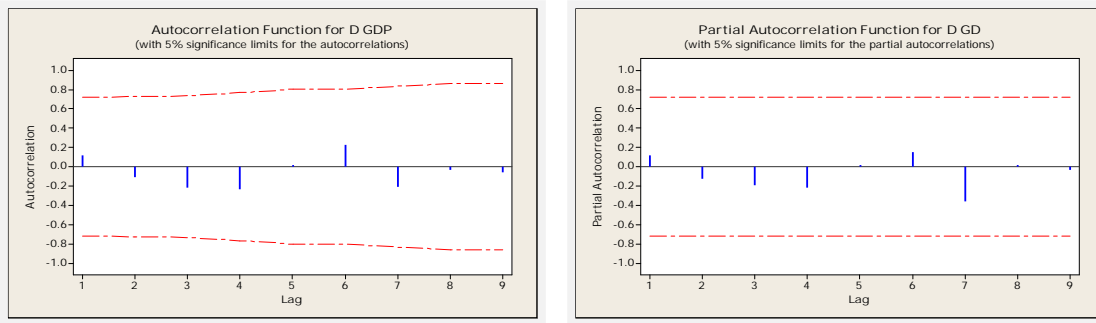 Autocorrelation Function for D GDP
(with 5% significance limits for the autocorrelations)
1.0
0.8
0.6
0.4
0.2
0.0
-0.2
-0.4
-0.6
-0.8
-1.0
Autocorrelation
1 2 3 4 5 6 7 8 9
Lag
Partial Autocorrelation Function for D GD
(with 5% significance limits for the partial autocorrelations)
1.0
0.8
0.6
0.4
0.2
0.0
-0.2
-0.4
-0.6
-0.8
-1.0
Partial Autocorrelation
1 2 3 4 5 6 7 8 9
Lag